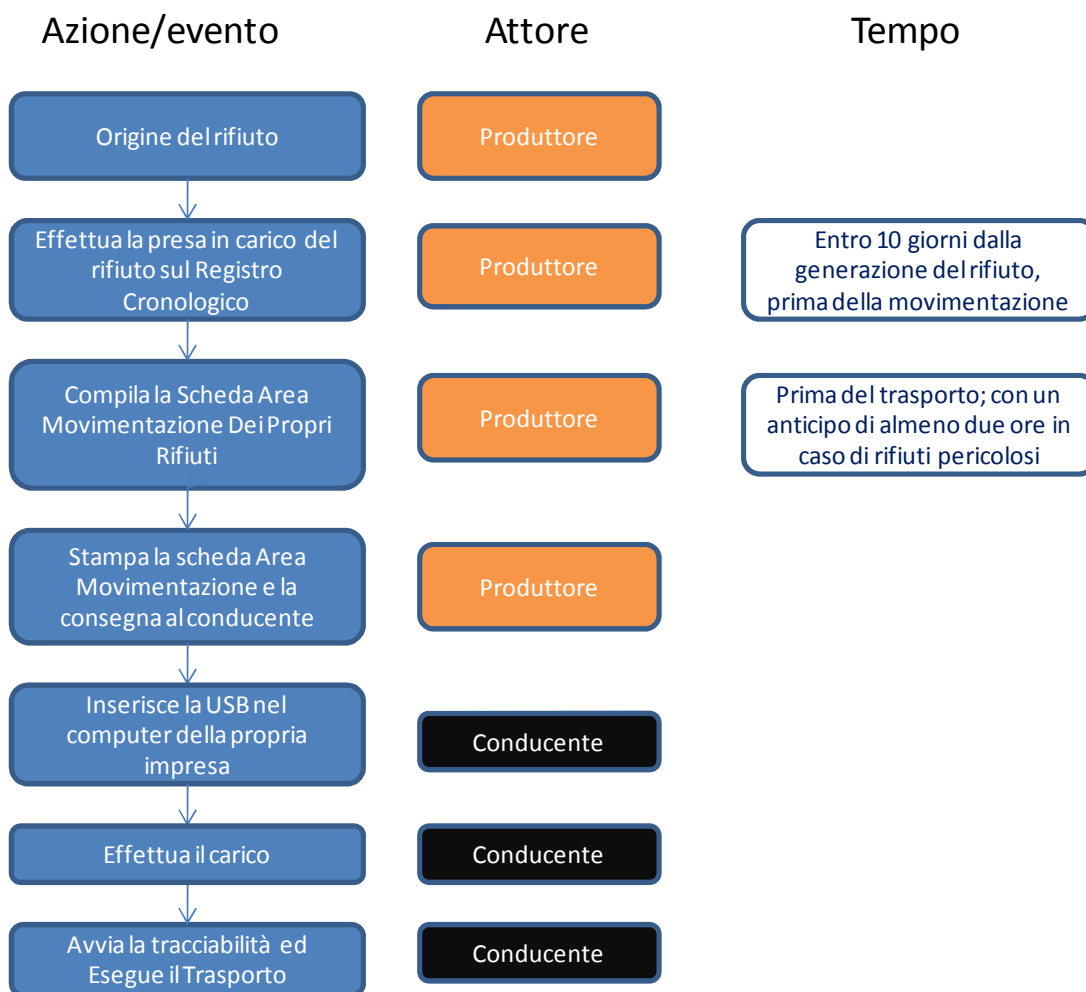 Azione/evento
Attore
Tempo
Origine del rifiuto
Produttore
Effettua la presa in carico del
rifiuto sul Registro
Cronologico
Produttore
Entro 10 giorni dalla
generazione del rifiuto,
prima della movimentazione
Compila la Scheda Area
Movimentazione Dei Propri
Rifiuti
Produttore
Prima del trasporto; con un
anticipo di almeno due ore in
caso di rifiuti pericolosi
Stampa la scheda Area
Movimentazione e la
consegna al conducente
Produttore
Inserisce la USB nel
computer della propria
impresa
Conducente
Effettua il carico
Conducente
Avvia la tracciabilità ed
Esegue il Trasporto
Conducente